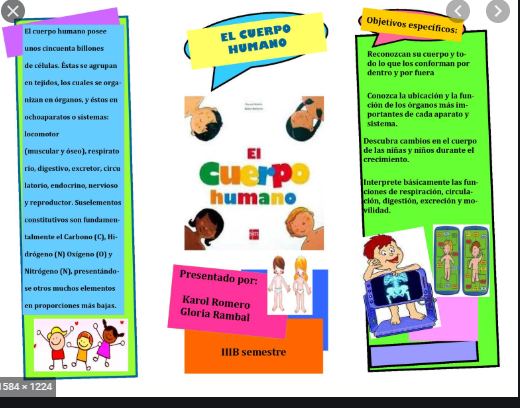 El cuerpo humano posee
unos cincuenta billones
de células. Éstas se agrupan
en tejidos, los cuales se orga-
nizan en órganos, y éstos en
ochoaparatos o sistemas:
locomotor
(muscular y óseo), respirato
rio, digestivo, excretor, circu
latorio, endocrino, nervioso
y reproductor. Suselementos
constitutivos son fundamen-
talmente el Carbono (C), Hi-
drógeno (N) Oxígeno (O) y
Nitrógeno (N), presentándo-
se otros muchos elementos
en proporciones más bajas.
1584 × 1224
EL CUERPO
HUMANO
El
cuerpo
humano
sm
Presentado por:
Karol Romero
Gloria Rambal
IIIB semestre
Objetivos específicos:
Reconozcan su cuerpo y to-
do lo que los conforman por
dentro y por fuera
Conozca la ubicación y la fun-
ción de los órganos más im-
portantes de cada aparato y
sistema.
Descubra cambios en el cuerpo
de las niñas y niños durante el
crecimiento.
Interprete básicamente las fun-
ciones de respiración, circula-
ción, digestión, excreción y mo-
vilidad.